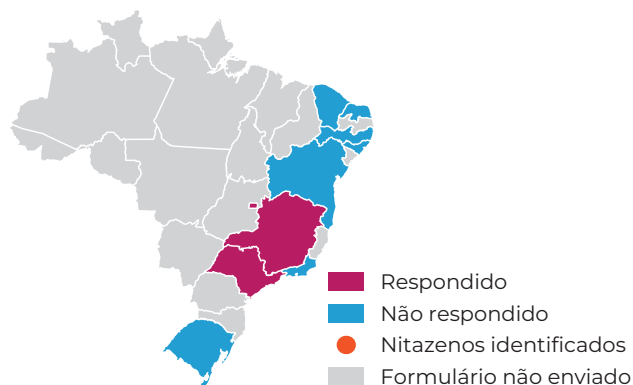 Respondido
Não respondido
Nitazenos identificados
Formulário não enviado